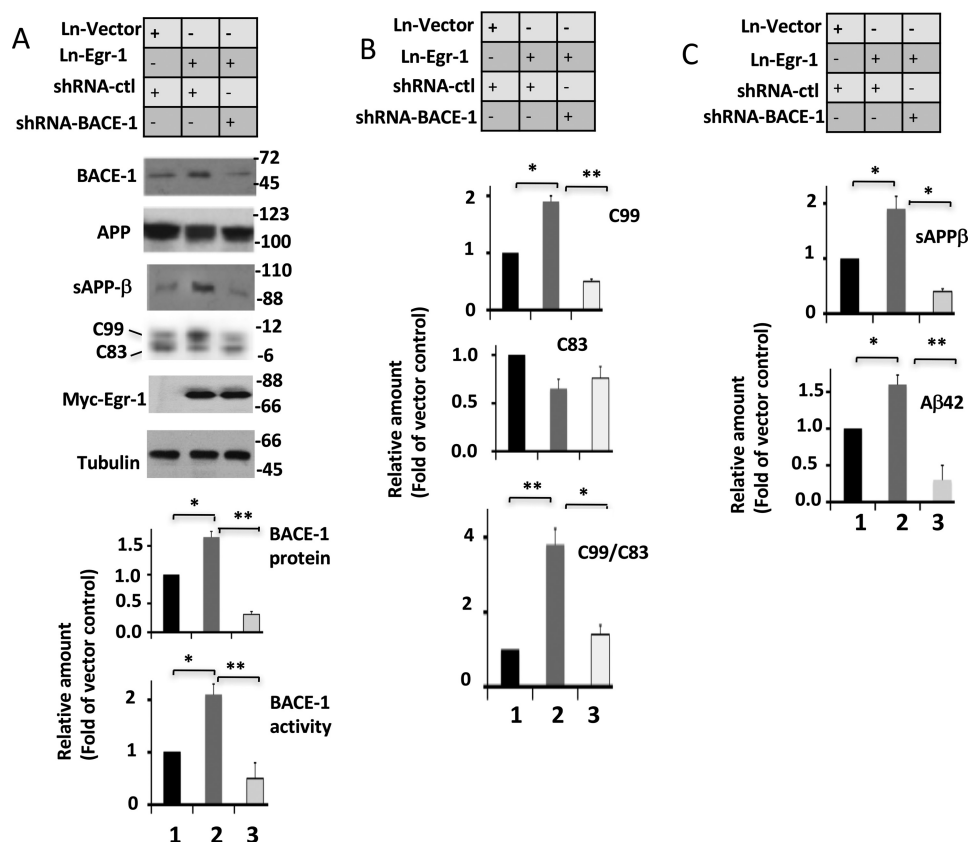 A
Ln-Vector + - -
Ln-Egr-1 - + +
shRNA-ctl + + -
shRNA-BACE-1 - - +
BACE-1
-72
-45
APP
-123
-100
sAPP-β
-110
-88
C99
C83
-12
-6
Myc-Egr-1
-88
-66
Tubulin
-66
-45
Relative amount
(Fold of vector control)
* **
BACE-1
protein
1.5
1.0
0.5
0.0
* **
BACE-1
activity
2
1
0
1 2 3
B
Ln-Vector + - -
Ln-Egr-1 - + +
shRNA-ctl + + -
shRNA-BACE-1 - - +
Relative amount
(Fold of vector control)
* **
C99
2
1
0
C83
1.0
0.5
0.0
** *
C99/C83
4
2
0
1 2 3
C
Ln-Vector + - -
Ln-Egr-1 - + +
shRNA-ctl + + -
shRNA-BACE-1 - - +
Relative amount
(Fold of vector control)
* *
sAPPβ
2
1
0
* **
Aβ42
1.5
1.0
0.5
0.0
1 2 3